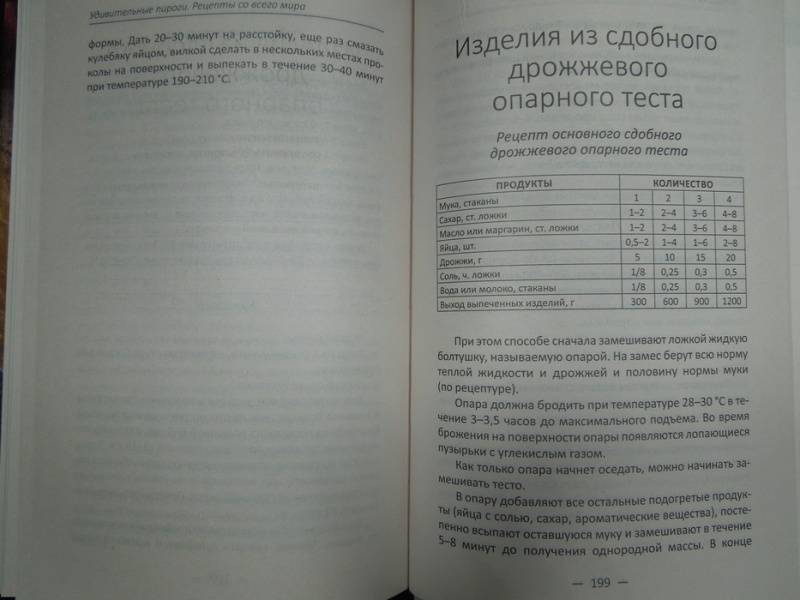 Удивительные пироги. Рецепты со всего мира
формы. Дать 20–30 минут на расстойку, еще раз смазать
кулебяку яйцом, вилкой сделать в нескольких местах про-
колы на поверхности и выпекать в течение 30–40 минут
при температуре 190–210 °С.
Изделия из сдобного
дрожжевого
опарного теста
Рецепт основного сдобного
дрожжевого опарного теста
ПРОДУКТЫ КОЛИЧЕСТВО
Мука, стаканы 1 2 3 4
Сахар, ст. ложки 1–2 2–4 3–6 4–8
Масло или маргарин, ст. ложки 1–2 2–4 3–6 4–8
Яйца, шт. 0,5–2 1–4 1–6 2–8
Дрожжи, г 5 10 15 20
Соль, ч. ложки 1/8 0,25 0,3 0,5
Вода или молоко, стаканы 1/8 0,25 0,3 0,5
Выход выпеченных изделий, г 300 600 900 1200
При этом способе сначала замешивают ложкой жидкую
болтушку, называемую опарой. На замес берут всю норму
теплой жидкости и дрожжей и половину нормы муки
(по рецептуре).
Опара должна бродить при температуре 28–30 °С в те-
чение 3–3,5 часов до максимального подъема. Во время
брожения на поверхности опары появляются лопающиеся
пузырьки с углекислым газом.
Как только опара начнет оседать, можно начинать за-
мешивать тесто.
В опару добавляют все остальные подогретые продук-
ты (яйца с солью, сахар, ароматические вещества), посте-
пенно всыпают оставшуюся муку и замешивают в течение
5–8 минут до получения однородной массы. В конце
— 199 —